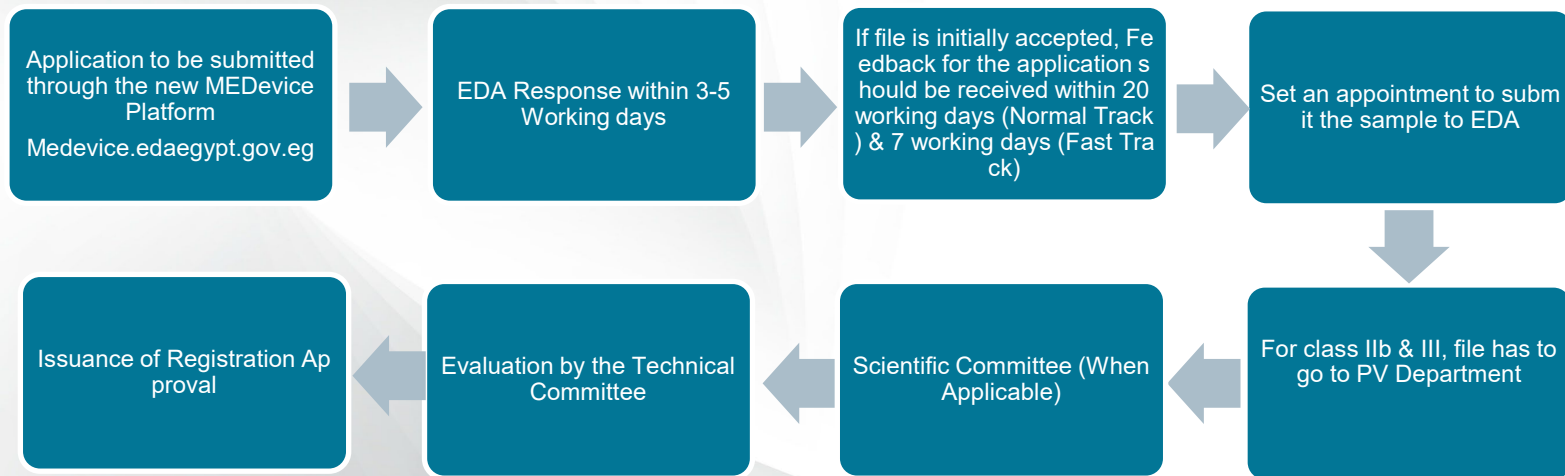 Application to be submitted
through the new MEDevice
Platform
Medevice.edaegypt.gov.eg
EDA Response within 3-5
Working days
If file is initially accepted, Fe
edback for the application s
hould be received within 20
working days (Normal Track
) & 7 working days (Fast Tra
ck)
Set an appointment to subm
it the sample to EDA
For class IIb & III, file has to
go to PV Department
Scientific Committee (When
Applicable)
Evaluation by the Technical
Committee
Issuance of Registration Ap
proval